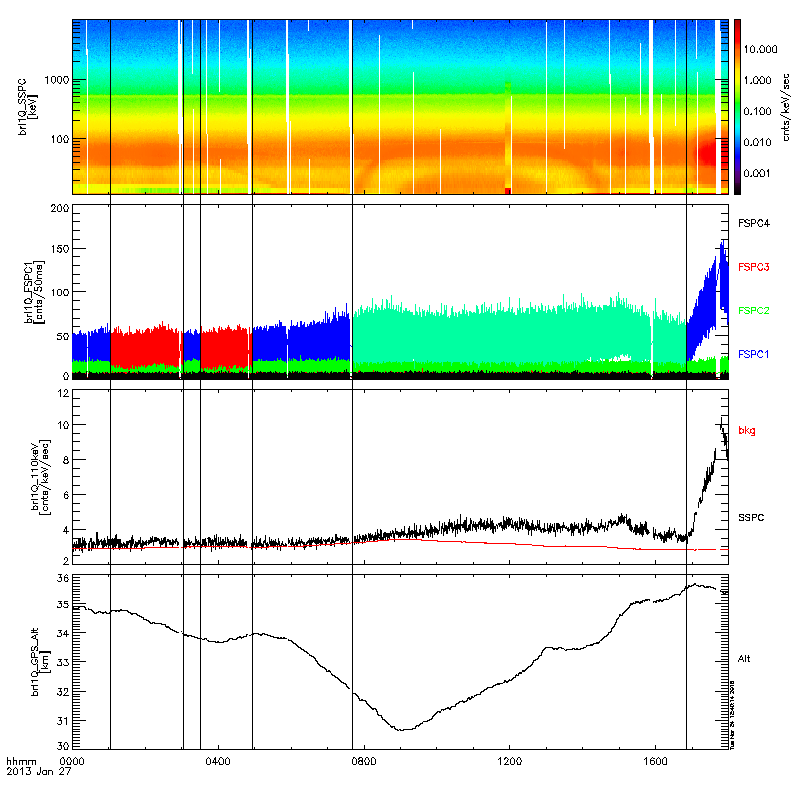 brl1Q_SSPC
[keV]
1000
100
10.000
1.000
0.100
0.010
0.001
cnts/keV/sec
brl1Q_FSPC1
[cnts/50ms]
200
150
100
50
0
FSPC4
FSPC3
FSPC2
FSPC1
brl1Q_110keV
[cnts/keV/sec]
12
10
8
6
4
2
bkg
SSPC
brl1Q_GPS_Alt
[km]
36
35
34
33
32
31
30
Alt
hhmm
0000 0400 0800 1200 1600
2013 Jan 27